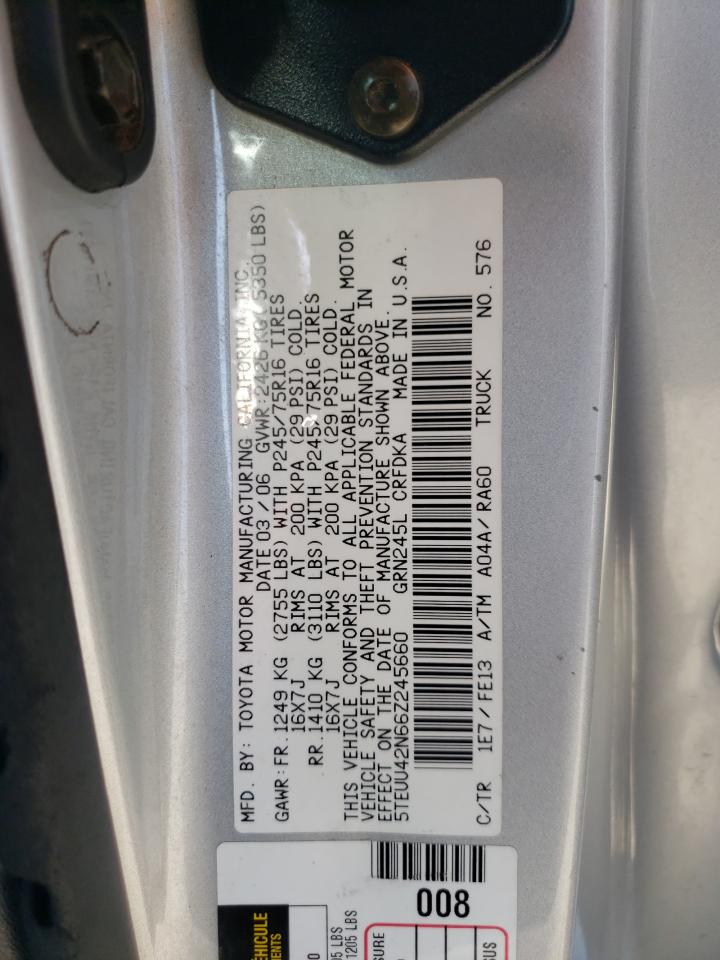 MFD. BY: TOYOTA MOTOR MANUFACTURING CALIFORNIA, INC.
DATE 03/06 GVWR: 2426 KG (5350 LBS)
GAWR: FR. 1249 KG (2755 LBS) WITH P245/75R16 TIRES
16X7J RIMS AT 200 KPA (29 PSI) COLD.
RR. 1410 KG (3110 LBS) WITH P245/75R16 TIRES
16X7J RIMS AT 200 KPA (29 PSI) COLD.
THIS VEHICLE CONFORMS TO ALL APPLICABLE FEDERAL MOTOR
VEHICLE SAFETY AND THEFT PREVENTION STANDARDS IN
EFFECT ON THE DATE OF MANUFACTURE SHOWN ABOVE.
5TEUU42N66Z245660 GRN245L CRFDKA MADE IN U.S.A.
C/TR 1E7/FE13 A/TM A04A/RA60 TRUCK NO. 576
008
1205 LBS